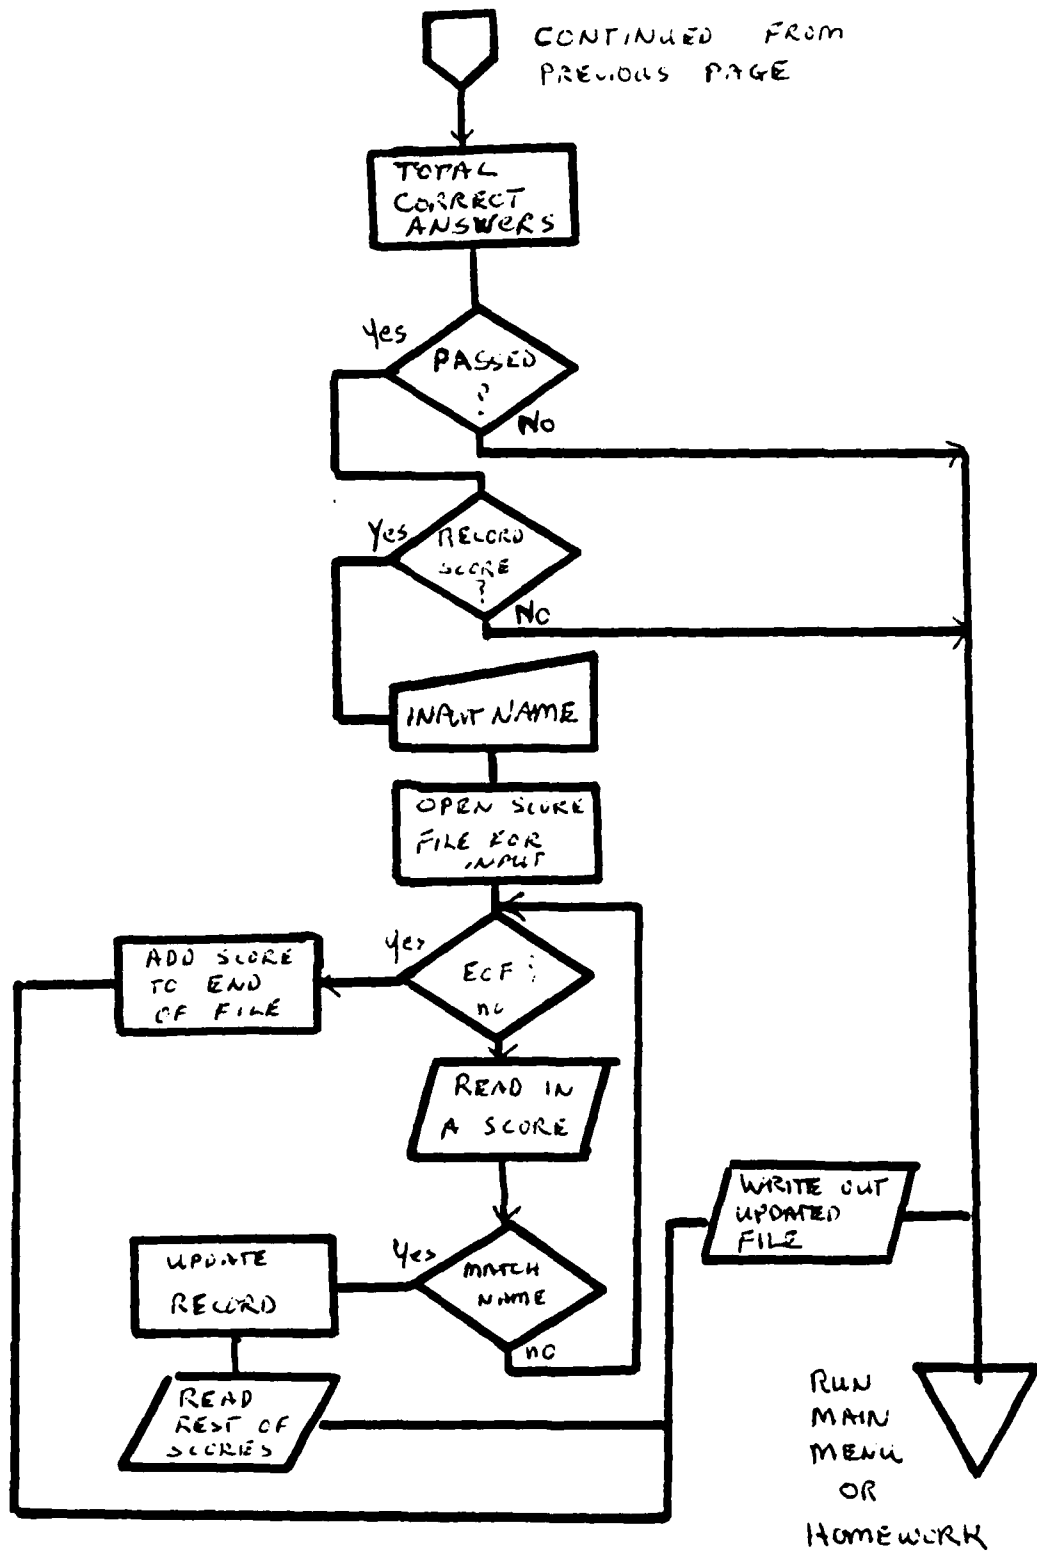 CONTINUED FROM
PREVIOUS PAGE
TOTAL
CORRECT
ANSWERS
Yes
PASSED
?
NO
Yes
RECORD
SCORE
?
NO
INPUT NAME
OPEN SCORE
FILE FOR
INPUT
yes
EOF?
no
ADD SCORE
TO END
OF FILE
READ IN
A SCORE
WRITE OUT
UPDATED
FILE
Yes
MATCH
NAME
no
UPDATE
RECORD
READ
REST OF
SCORES
RUN
MAIN
MENU
OR
HOMEWORK